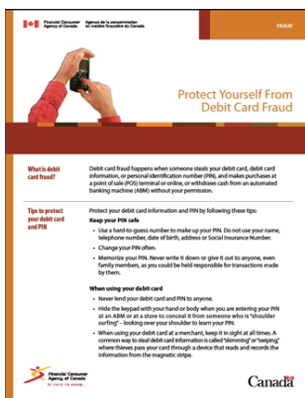 Financial Consumer Agence de la consommation
Agency of Canada en matière financière du Canada
FRAUD
Protect Yourself From
Debit Card Fraud
What is debit
card fraud?
Debit card fraud happens when someone steals your debit card, debit card
information, or personal identification number (PIN), and makes purchases at
a point of sale (POS) terminal or online, or withdraws cash from an automated
banking machine (ABM) without your permission.
Tips to protect
your debit card
and PIN
Protect your debit card information and PIN by following these tips:
Keep your PIN safe
• Use a hard-to-guess number to make up your PIN. Do not use your name,
telephone number, date of birth, address or Social Insurance Number.
• Change your PIN often.
• Memorize your PIN. Never write it down or give it out to anyone, even
family members, as you could be held responsible for transactions made
by them.
When using your debit card
• Never lend your debit card and PIN to anyone.
• Hide the keypad with your hand or body when you are entering your PIN
at an ABM or at a store to conceal it from someone who is “shoulder
surfing” – looking over your shoulder to learn your PIN.
• When using your debit card at a merchant, keep it in sight at all times. A
common way to steal debit card information is called “skimming” or “swiping,”
where thieves pass your card through a device that reads and records the
information from the magnetic stripe.
Financial Consumer
Agency of Canada
Canada